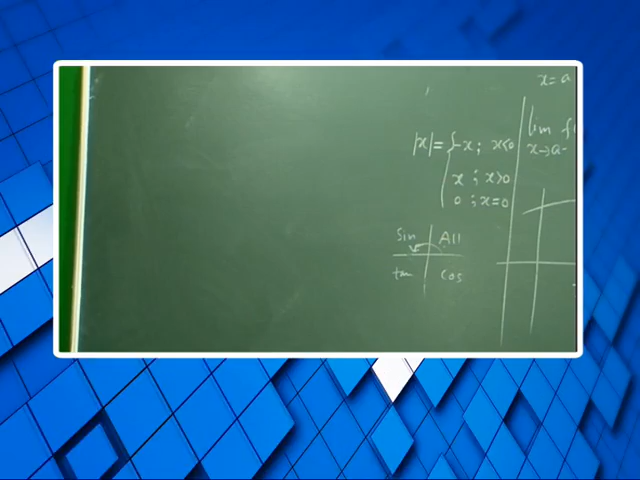 x = a
|x| = { -x ; x<0
x ; x>0
0 ; x=0
lim f(
x→a-
Sin All
tan Cos